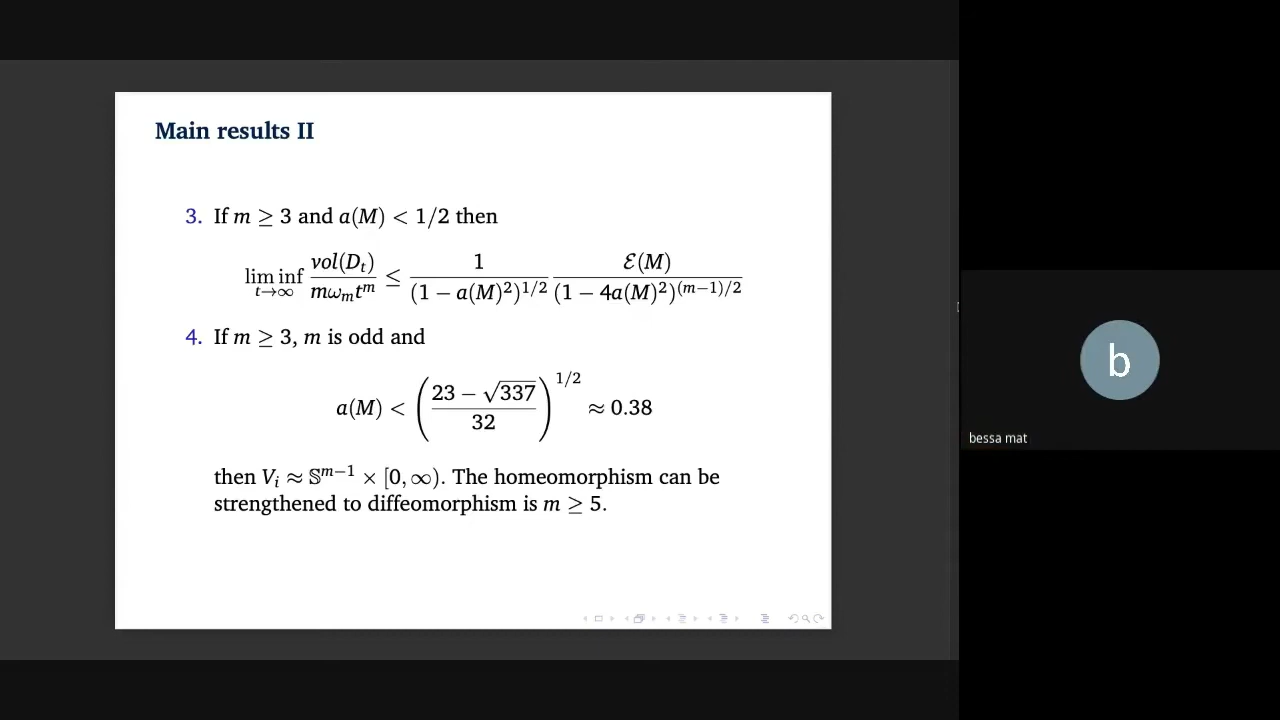 Main results II
3. If m ≥ 3 and a(M) < 1/2 then
lim inf_{t→∞} vol(D_t)/(mω_m t^m) ≤ 1/(1 − a(M)²)^{1/2} ℰ(M)/(1 − 4a(M)²)^{(m−1)/2}
4. If m ≥ 3, m is odd and
a(M) < ((23 − √337)/32)^{1/2} ≈ 0.38
then V_i ≈ 𝕊^{m−1} × [0, ∞). The homeomorphism can be
strengthened to diffeomorphism is m ≥ 5.
b
bessa mat